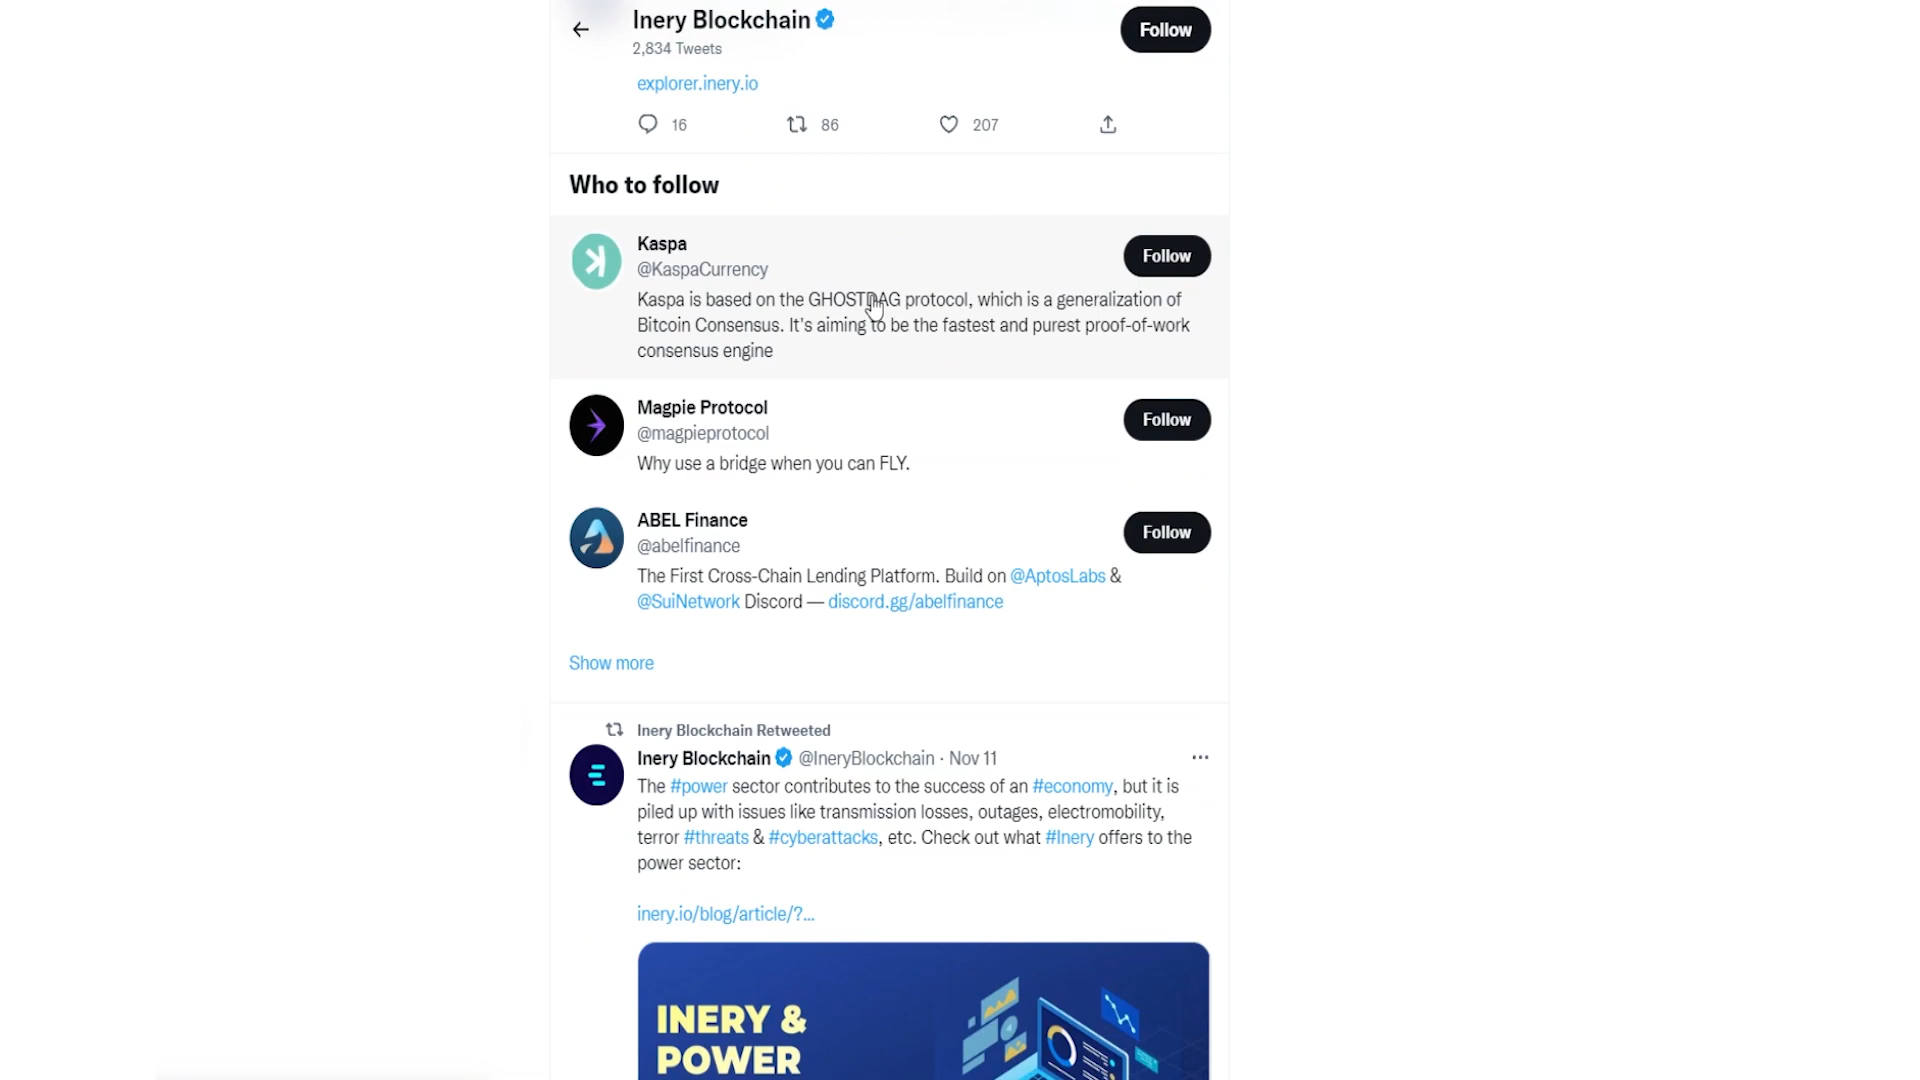 Inery Blockchain
Follow
2,834 Tweets
explorer.inery.io
16 86 207
Who to follow
Kaspa
Follow
@KaspaCurrency
Kaspa is based on the GHOSTDAG protocol, which is a generalization of
Bitcoin Consensus. It's aiming to be the fastest and purest proof-of-work
consensus engine
Magpie Protocol
Follow
@magpieprotocol
Why use a bridge when you can FLY.
ABEL Finance
Follow
@abelfinance
The First Cross-Chain Lending Platform. Build on @AptosLabs &
@SuiNetwork Discord — discord.gg/abelfinance
Show more
Inery Blockchain Retweeted
Inery Blockchain @IneryBlockchain · Nov 11
The #power sector contributes to the success of an #economy, but it is
piled up with issues like transmission losses, outages, electromobility,
terror #threats & #cyberattacks, etc. Check out what #Inery offers to the
power sector:
inery.io/blog/article/?...
INERY &
POWER